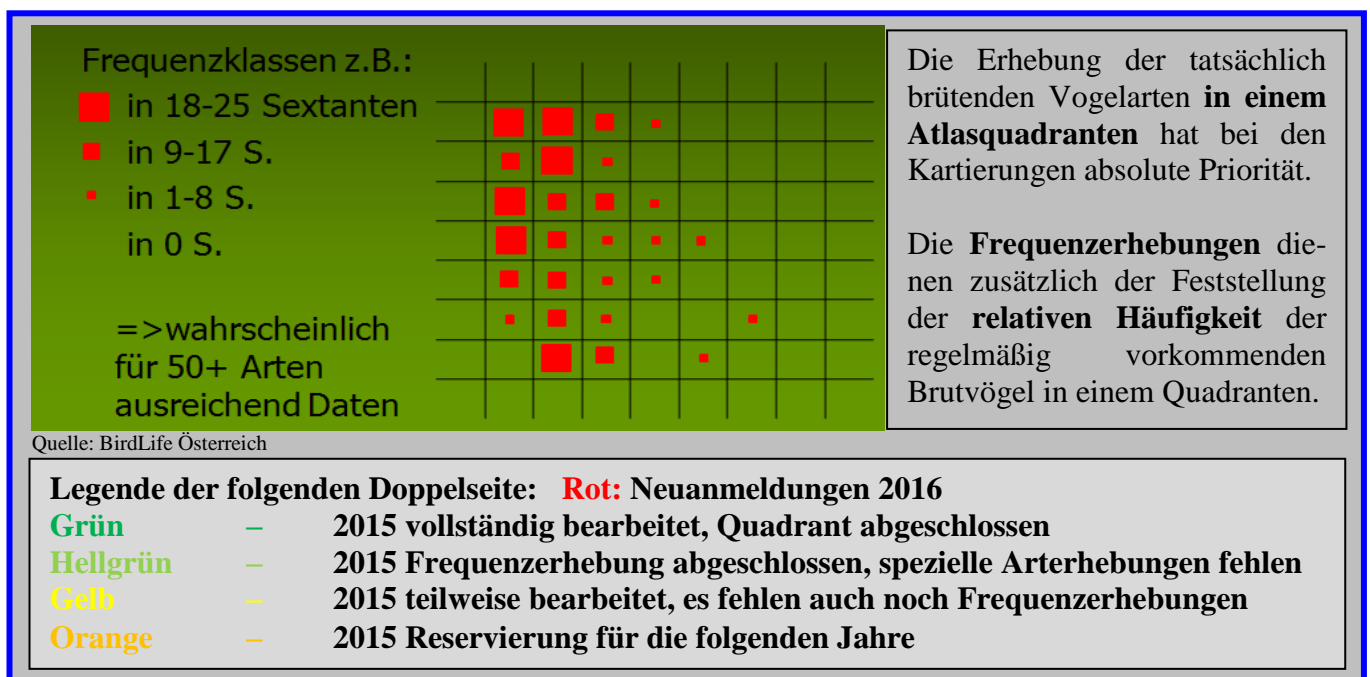 Frequenzklassen z.B.:
in 18-25 Sextanten
in 9-17 S.
in 1-8 S.
in 0 S.
=>wahrscheinlich
für 50+ Arten
ausreichend Daten
Die Erhebung der tatsächlich
brütenden Vogelarten in einem
Atlasquadranten hat bei den
Kartierungen absolute Priorität.
Die Frequenzerhebungen die-
nen zusätzlich der Feststellung
der relativen Häufigkeit der
regelmäßig vorkommenden
Brutvögel in einem Quadranten.
Quelle: BirdLife Österreich
Legende der folgenden Doppelseite: Rot: Neuanmeldungen 2016
Grün – 2015 vollständig bearbeitet, Quadrant abgeschlossen
Hellgrün – 2015 Frequenzerhebung abgeschlossen, spezielle Arterhebungen fehlen
Gelb – 2015 teilweise bearbeitet, es fehlen auch noch Frequenzerhebungen
Orange – 2015 Reservierung für die folgenden Jahre